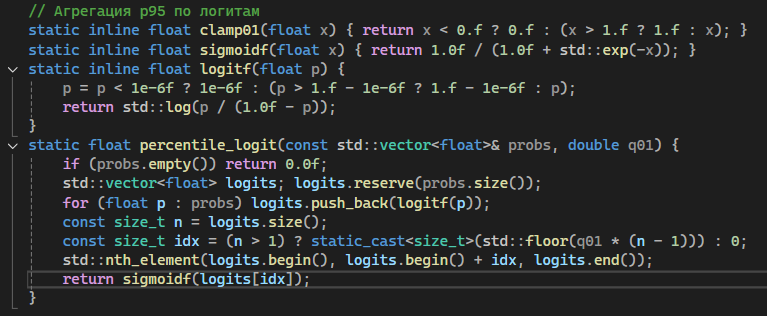 // Агрегация p95 по логитам
static inline float clamp01(float x) { return x < 0.f ? 0.f : (x > 1.f ? 1.f : x); }
static inline float sigmoidf(float x) { return 1.0f / (1.0f + std::exp(-x)); }
static inline float logitf(float p) {
    p = p < 1e-6f ? 1e-6f : (p > 1.f - 1e-6f ? 1.f - 1e-6f : p);
    return std::log(p / (1.0f - p));
}
static float percentile_logit(const std::vector<float>& probs, double q01) {
    if (probs.empty()) return 0.0f;
    std::vector<float> logits; logits.reserve(probs.size());
    for (float p : probs) logits.push_back(logitf(p));
    const size_t n = logits.size();
    const size_t idx = (n > 1) ? static_cast<size_t>(std::floor(q01 * (n - 1))) : 0;
    std::nth_element(logits.begin(), logits.begin() + idx, logits.end());
    return sigmoidf(logits[idx]);
}